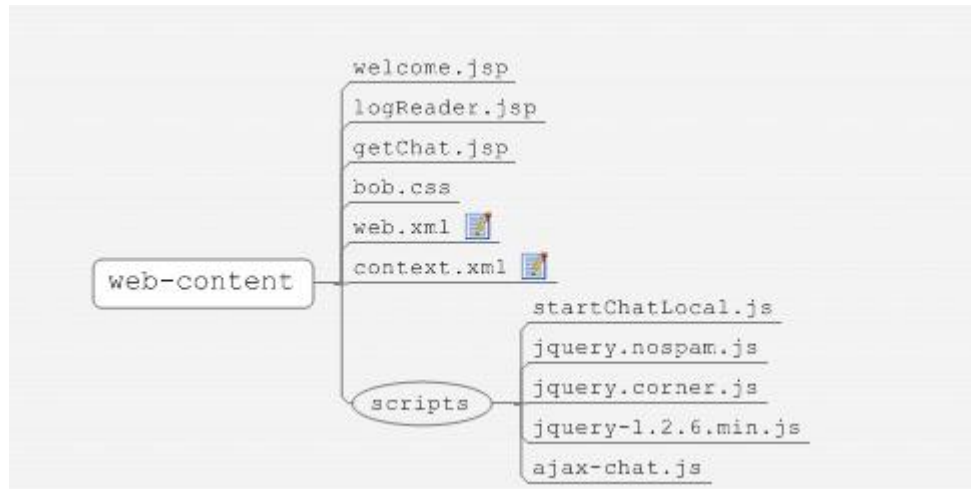 welcome.jsp
logReader.jsp
getChat.jsp
bob.css
web.xml
context.xml
web-content
startChatLocal.js
jquery.nospam.js
jquery.corner.js
scripts
jquery-1.2.6.min.js
ajax-chat.js